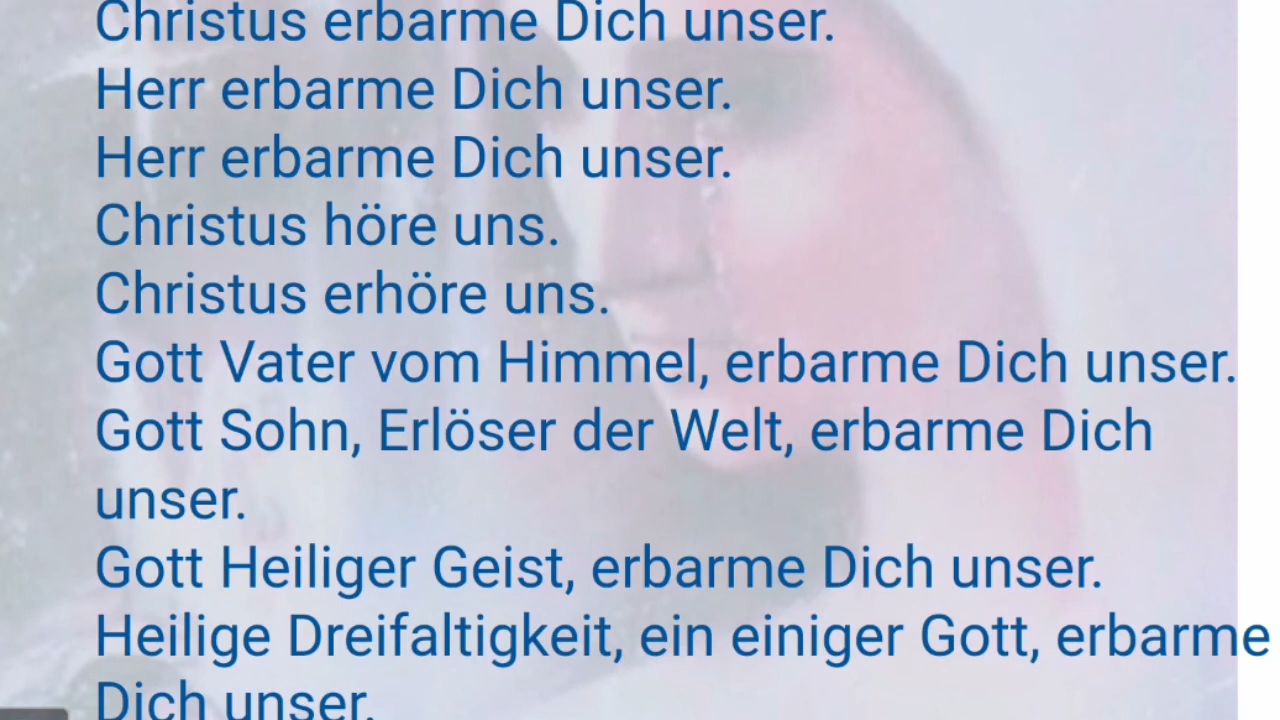 Christus erbarme Dich unser.
Herr erbarme Dich unser.
Herr erbarme Dich unser.
Christus höre uns.
Christus erhöre uns.
Gott Vater vom Himmel, erbarme Dich unser.
Gott Sohn, Erlöser der Welt, erbarme Dich
unser.
Gott Heiliger Geist, erbarme Dich unser.
Heilige Dreifaltigkeit, ein einiger Gott, erbarme
Dich unser.